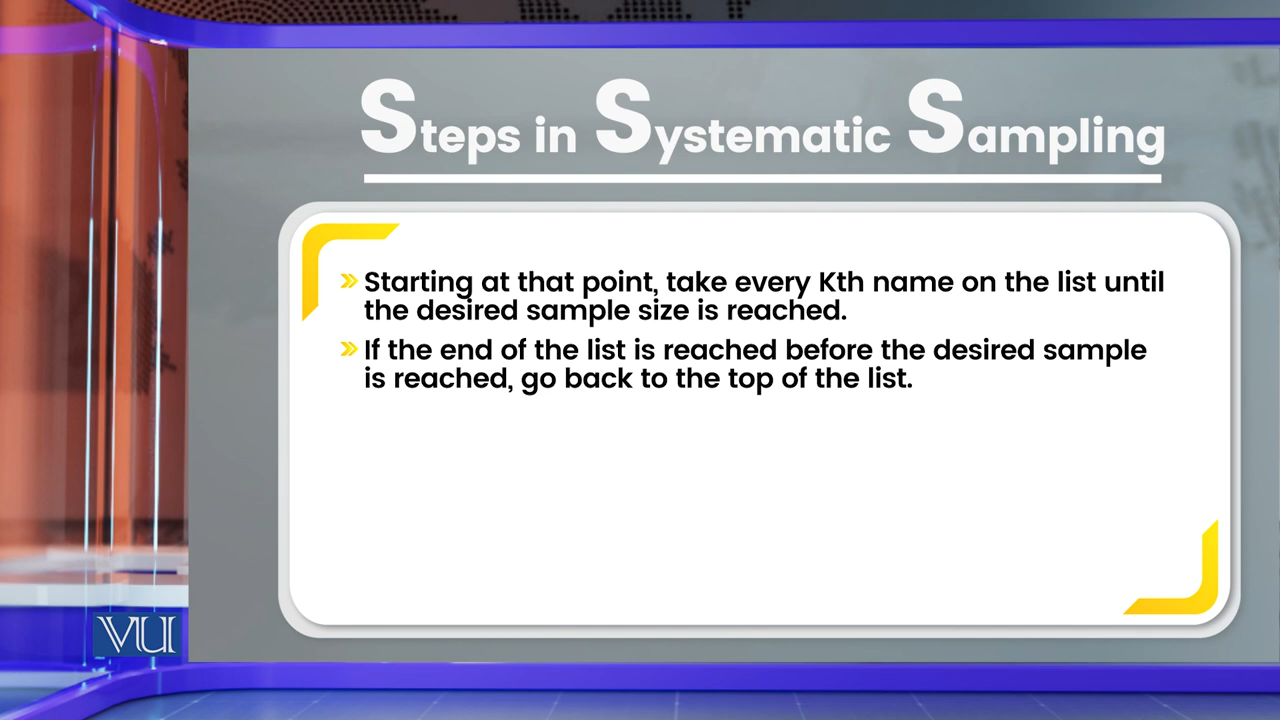 Steps in Systematic Sampling
Starting at that point, take every Kth name on the list until
the desired sample size is reached.
If the end of the list is reached before the desired sample
is reached, go back to the top of the list.
VU